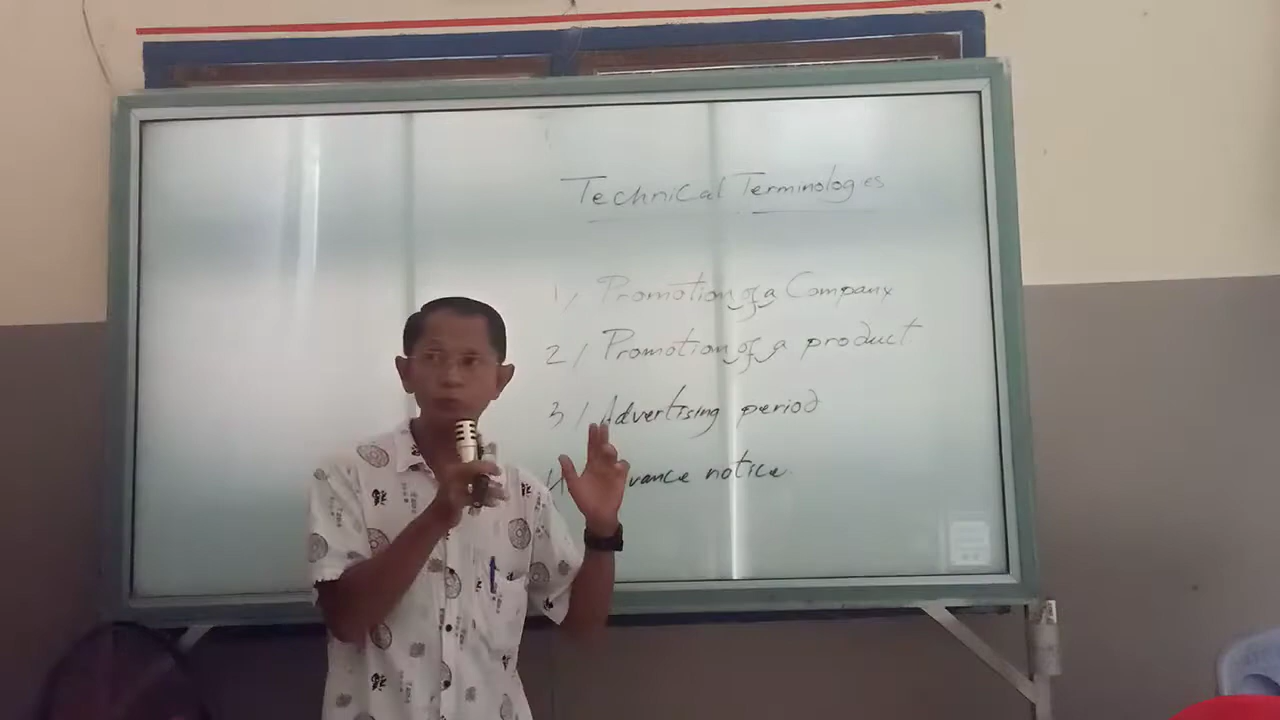 Technical Terminologies
1/ Promotion of a Company
2/ Promotion of a product
3/ Advertising period
vance notice.